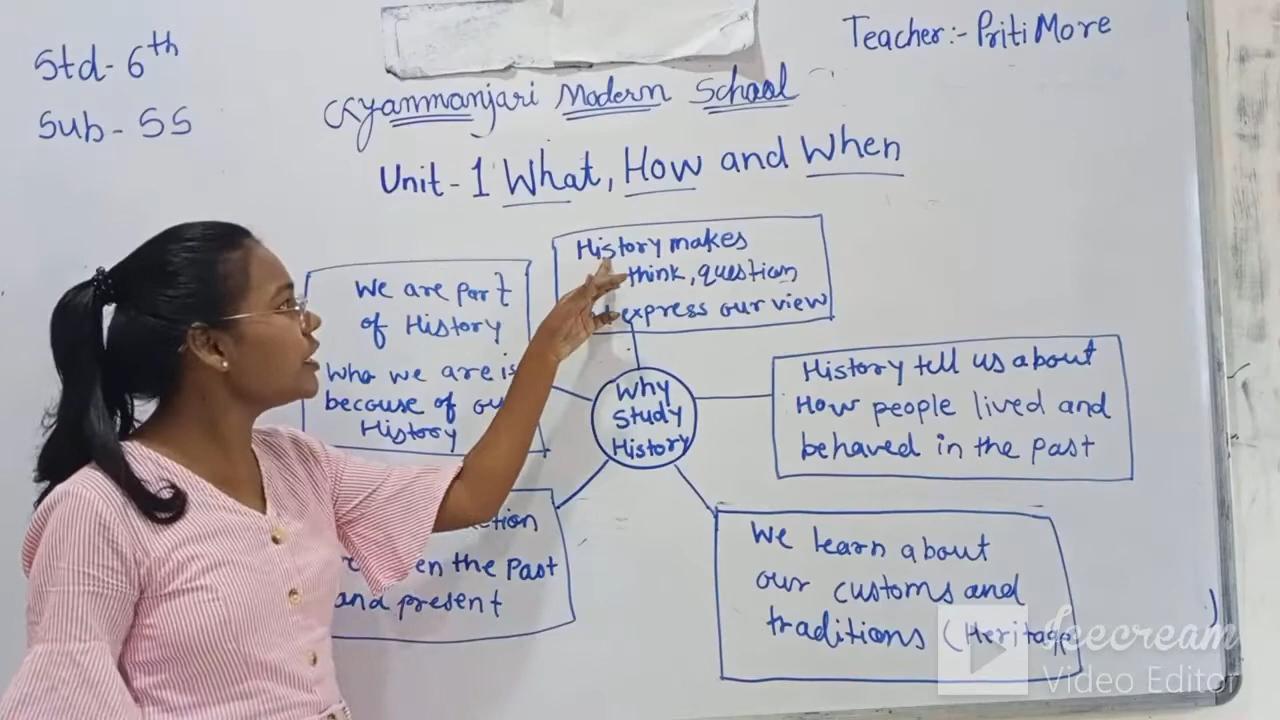 Std- 6th
Sub- SS
Teacher:- Priti More
Gyanmanjari Modern School
Unit-1 What, How and When
History makes
think, question
express our view
We are part
of History
Who we are is
becouse of
History
Why
Study
History
History tell us about
How people lived and
behaved in the past
the past
and present
We learn about
our customs and
traditions (Heritage)
Icecream
Video Editor